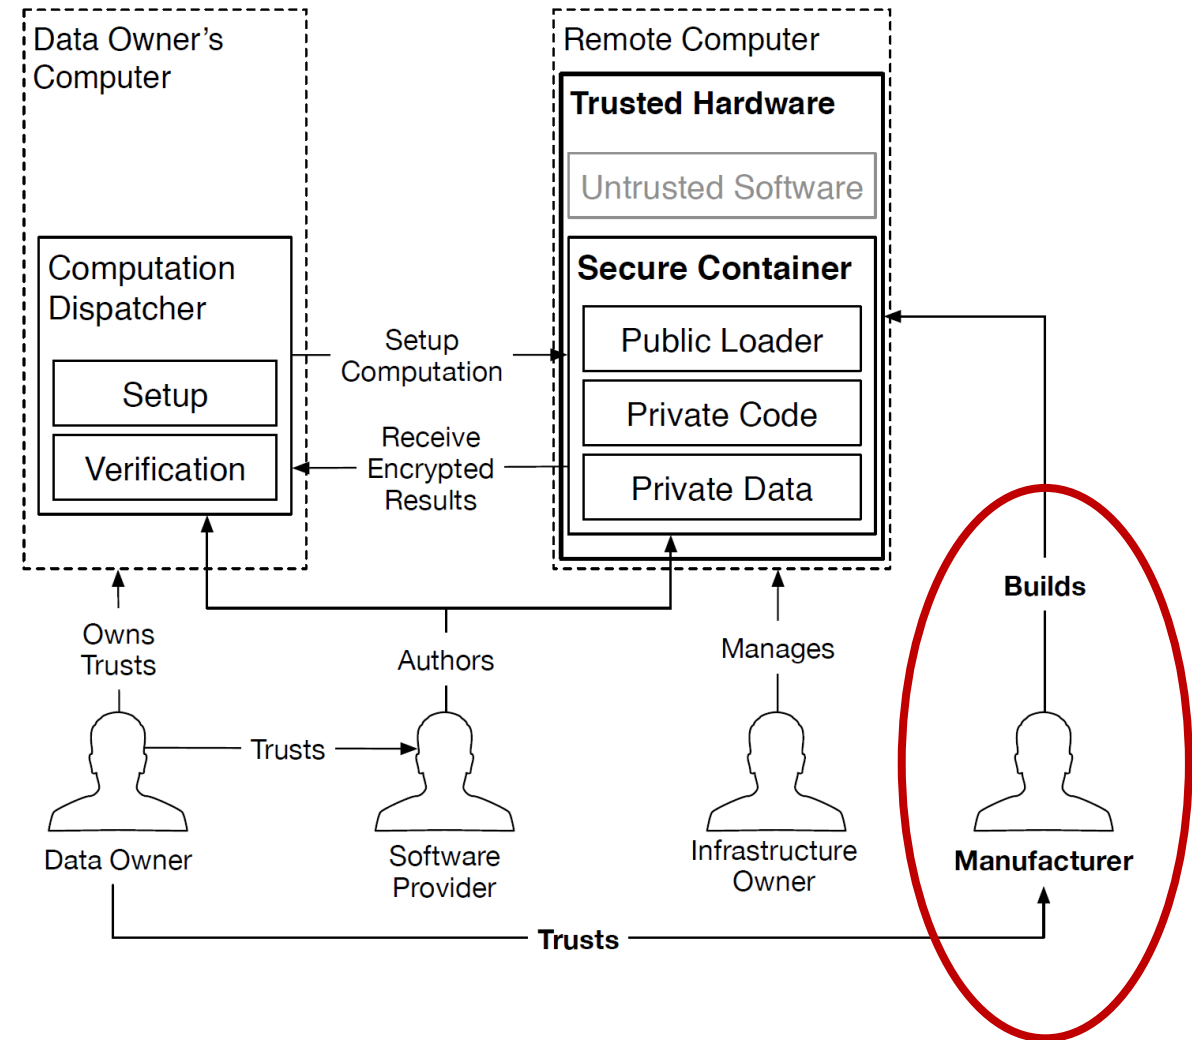 Data Owner's
Computer
Remote Computer
Trusted Hardware
Untrusted Software
Computation
Dispatcher
Setup
Verification
Setup
Computation
Receive
Encrypted
Results
Secure Container
Public Loader
Private Code
Private Data
Builds
Owns
Trusts
Authors
Manages
Trusts
Data Owner
Software
Provider
Infrastructure
Owner
Manufacturer
Trusts